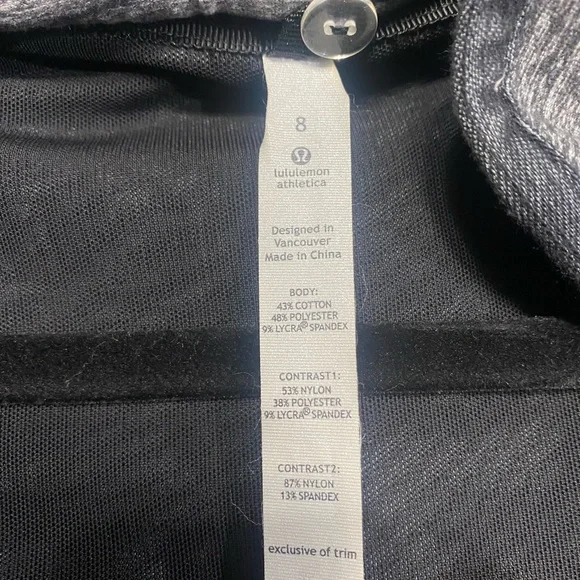 8
lululemon
athletica
Designed in
Vancouver
Made in China
BODY:
43% COTTON
48% POLYESTER
9% LYCRA® SPANDEX
CONTRAST1:
53% NYLON
38% POLYESTER
9% LYCRA® SPANDEX
CONTRAST2:
87% NYLON
13% SPANDEX
exclusive of trim